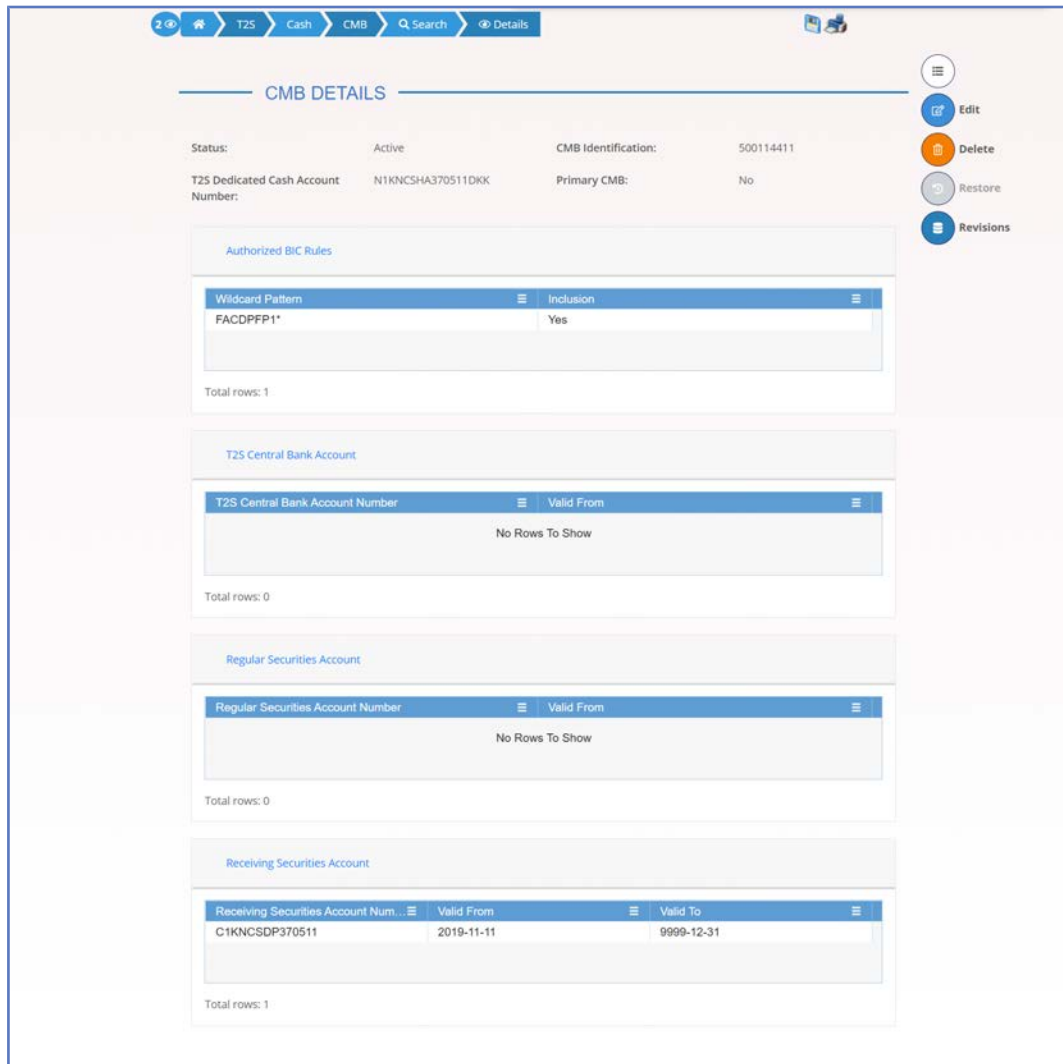 2 T2S Cash CMB Search Details
CMB DETAILS
Edit
Delete
Restore
Revisions
Status: Active CMB Identification: 500114411
T2S Dedicated Cash Account Number: N1KNCSHA370511DKK Primary CMB: No
Authorized BIC Rules
Wildcard Pattern Inclusion
FACDPFP1* Yes
Total rows: 1
T2S Central Bank Account
T2S Central Bank Account Number Valid From
No Rows To Show
Total rows: 0
Regular Securities Account
Regular Securities Account Number Valid From
No Rows To Show
Total rows: 0
Receiving Securities Account
Receiving Securities Account Num... Valid From Valid To
C1KNCSDP370511 2019-11-11 9999-12-31
Total rows: 1